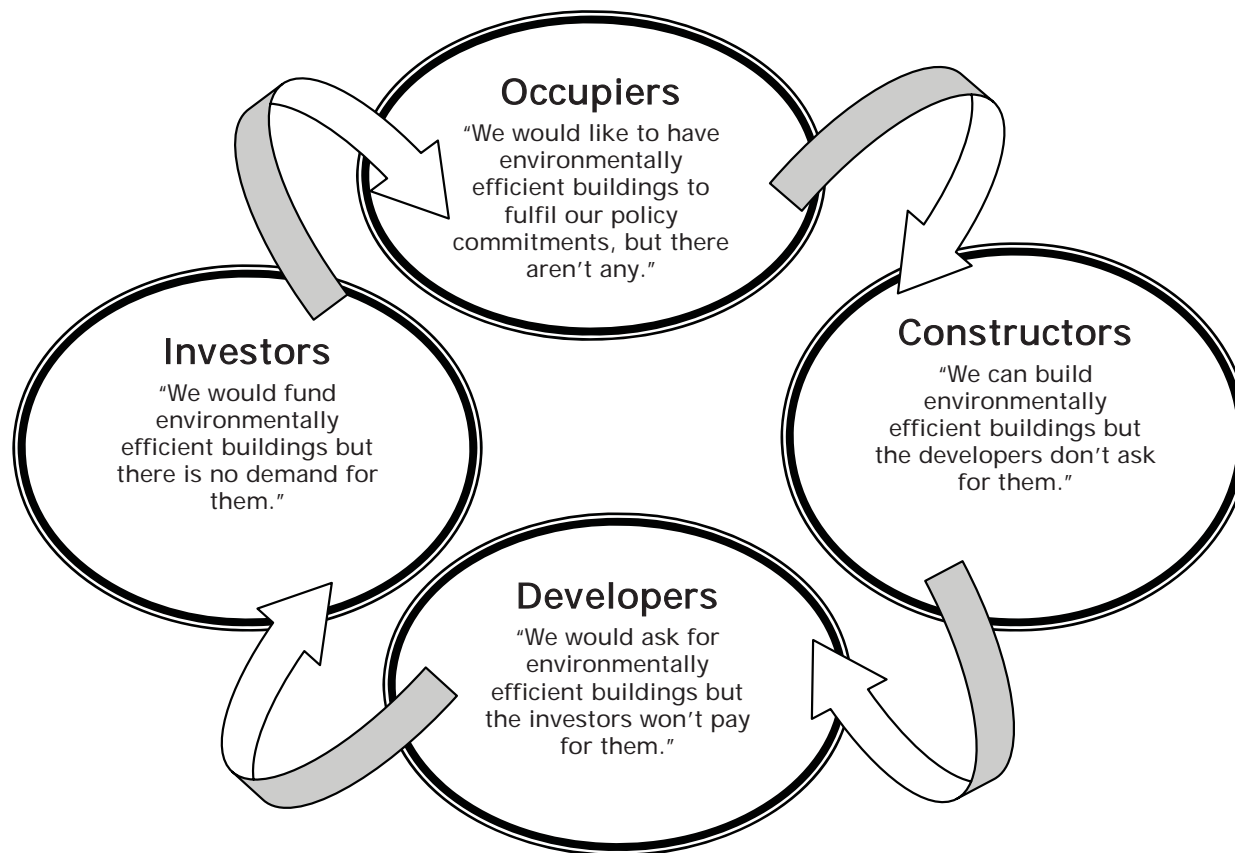 Occupiers
“We would like to have
environmentally
efficient buildings to
fulfil our policy
commitments, but there
aren't any.”
Investors
“We would fund
environmentally
efficient buildings but
there is no demand for
them.”
Constructors
“We can build
environmentally
efficient buildings but
the developers don’t ask
for them.”
Developers
“We would ask for
environmentally
efficient buildings but
the investors won’t pay
for them.”